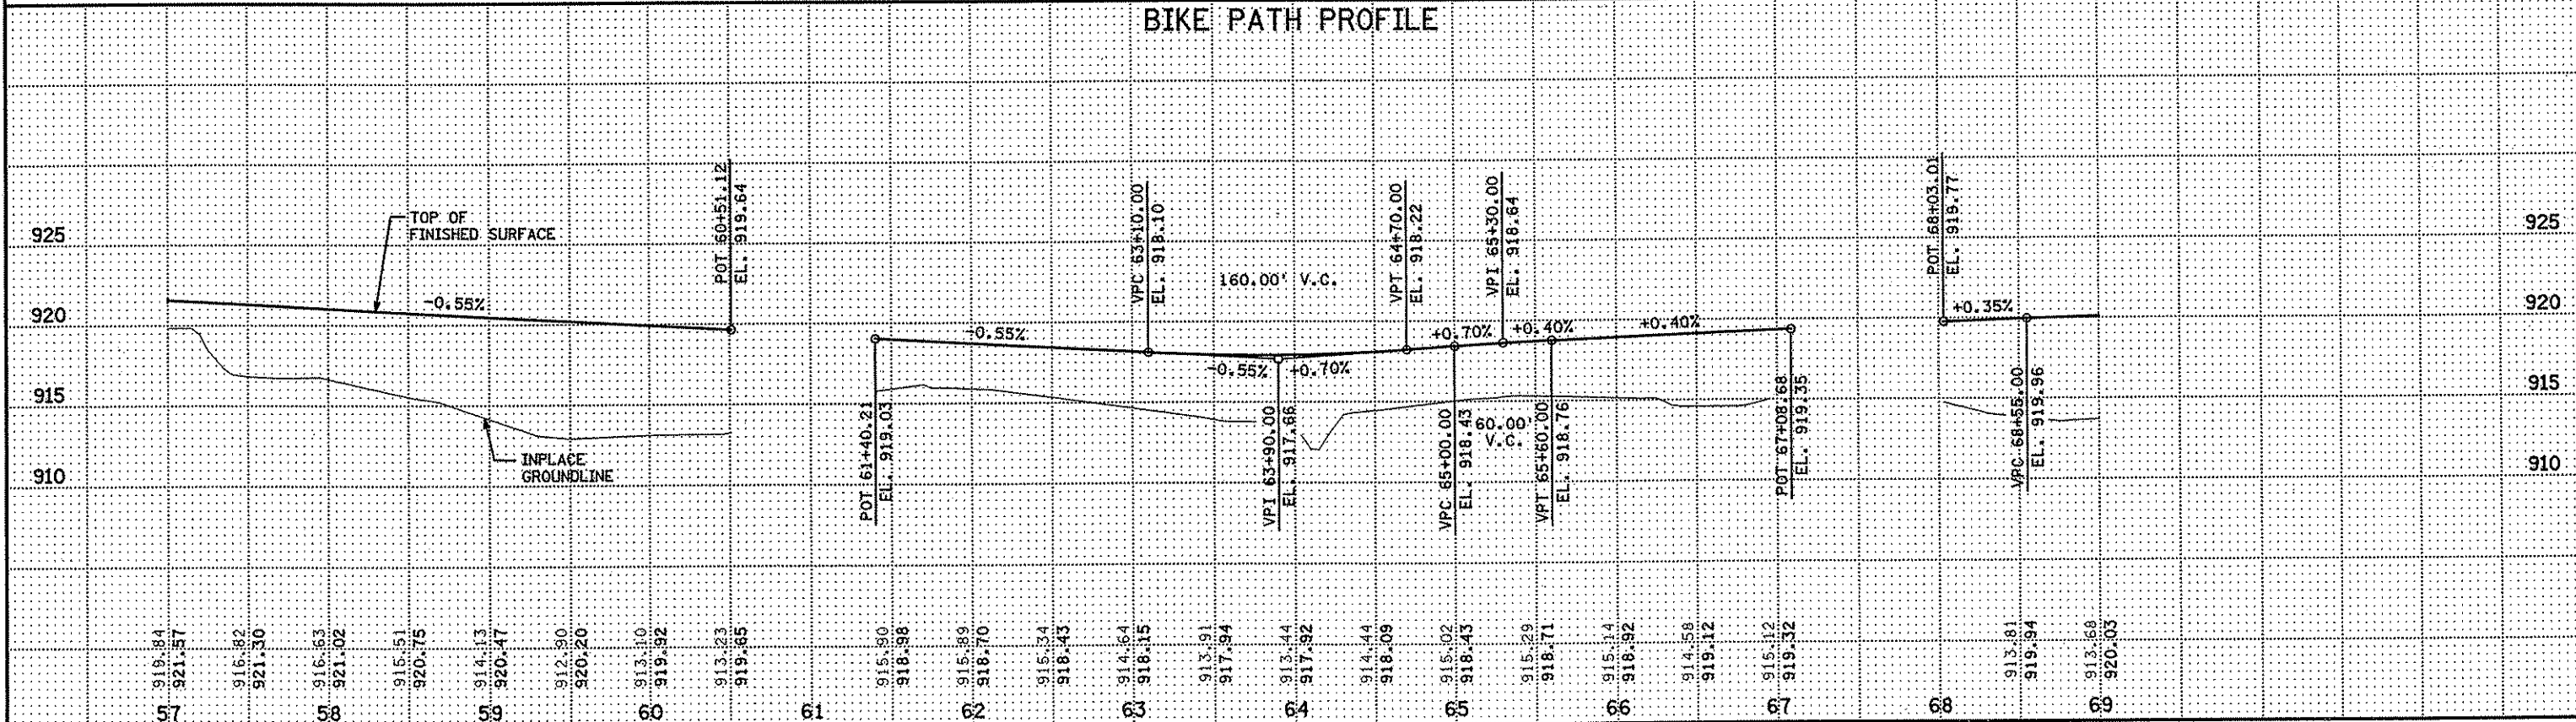 BIKE PATH PROFILE
TOP OF
FINISHED SURFACE
-0.55%
POT 60+51.12
EL. 919.64
POT 61+40.21
EL. 919.03
-0.55%
VPC 63+10.00
EL. 918.10
160.00' V.C.
-0.55%
+0.70%
VPI 63+90.00
EL. 917.66
VPT 64+70.00
EL. 918.22
+0.70%
VPC 65+00.00
EL. 918.43
VPI 65+30.00
EL. 918.64
60.00'
V.C.
+0.40%
VPT 65+60.00
EL. 918.76
+0.40%
POT 67+08.68
EL. 919.35
POT 68+03.01
EL. 919.77
+0.35%
VPC 68+55.00
EL. 919.96
INPLACE
GROUNDLINE
925
920
915
910
925
920
915
910
919.84
921.57
916.82
921.30
916.63
921.02
915.51
920.75
914.13
920.47
912.90
920.20
913.10
919.92
913.23
919.65
915.90
918.98
915.89
918.70
915.34
918.43
914.64
918.15
913.91
917.94
913.44
917.92
914.44
918.09
915.02
918.43
915.29
918.71
915.14
918.92
914.58
919.12
915.12
919.32
913.81
919.94
913.68
920.03
57 58 59 60 61 62 63 64 65 66 67 68 69